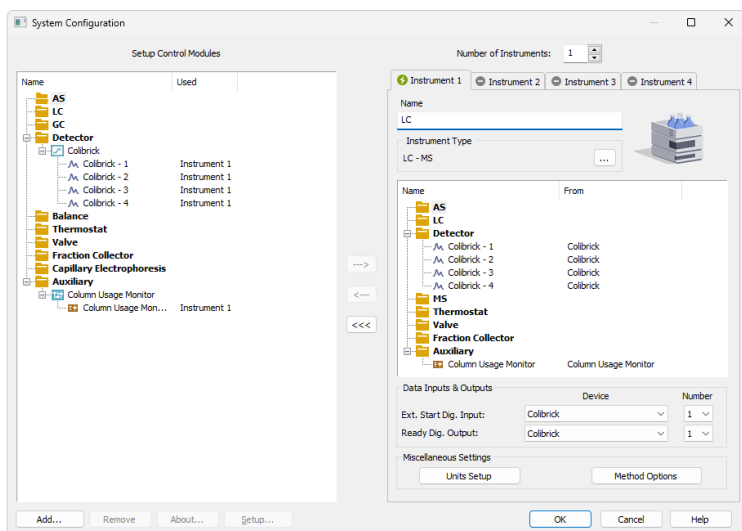 System Configuration
Setup Control Modules
Number of Instruments: 1
Name Used
AS
LC
GC
Detector
Colibrick
Colibrick - 1 Instrument 1
Colibrick - 2 Instrument 1
Colibrick - 3 Instrument 1
Colibrick - 4 Instrument 1
Balance
Thermostat
Valve
Fraction Collector
Capillary Electrophoresis
Auxiliary
Column Usage Monitor
Column Usage Mon... Instrument 1
--->
<---
<<<
Instrument 1 Instrument 2 Instrument 3 Instrument 4
Name
LC
Instrument Type
LC - MS ...
Name From
AS
LC
Detector
Colibrick - 1 Colibrick
Colibrick - 2 Colibrick
Colibrick - 3 Colibrick
Colibrick - 4 Colibrick
MS
Thermostat
Valve
Fraction Collector
Auxiliary
Column Usage Monitor Column Usage Monitor
Data Inputs & Outputs
Device Number
Ext. Start Dig. Input: Colibrick 1
Ready Dig. Output: Colibrick 1
Miscellaneous Settings
Units Setup Method Options
Add... Remove About... Setup... OK Cancel Help